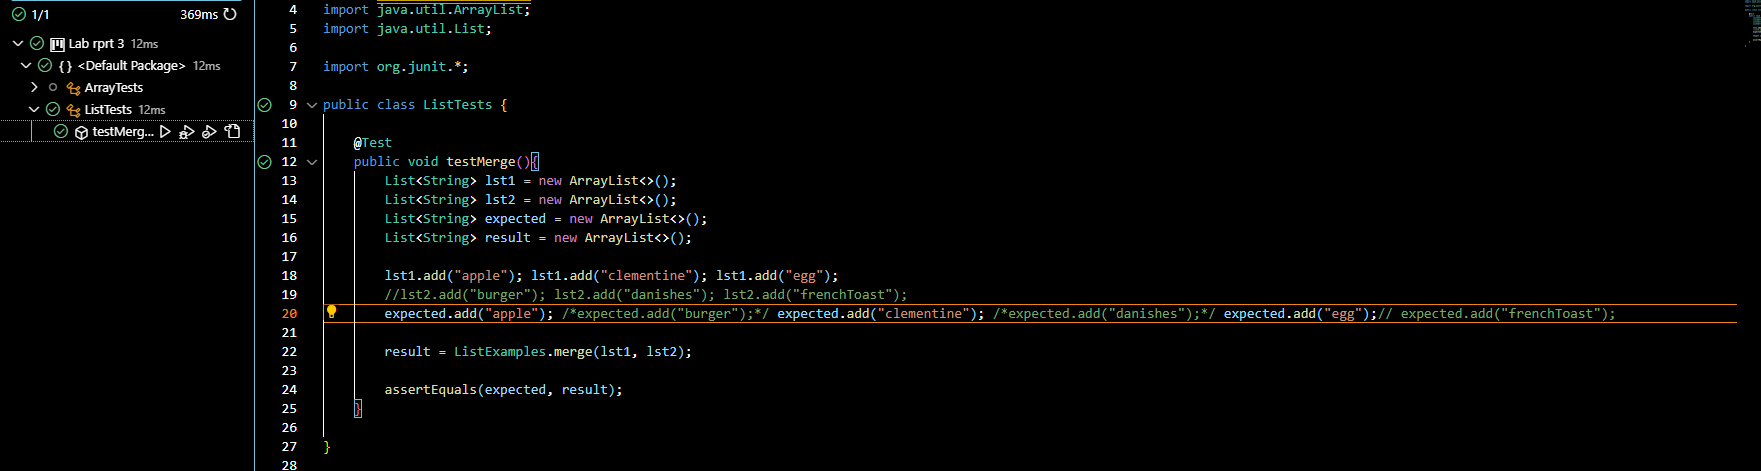 1/1 369ms
Lab rprt 3 12ms
<Default Package> 12ms
ArrayTests
ListTests 12ms
testMerg...
4 import java.util.ArrayList;
5 import java.util.List;
6
7 import org.junit.*;
8
9 public class ListTests {
10
11 @Test
12 public void testMerge(){
13 List<String> lst1 = new ArrayList<>();
14 List<String> lst2 = new ArrayList<>();
15 List<String> expected = new ArrayList<>();
16 List<String> result = new ArrayList<>();
17
18 lst1.add("apple"); lst1.add("clementine"); lst1.add("egg");
19 //lst2.add("burger"); lst2.add("danishes"); lst2.add("frenchToast");
20 expected.add("apple"); /*expected.add("burger");*/ expected.add("clementine"); /*expected.add("danishes");*/ expected.add("egg");// expected.add("frenchToast");
21
22 result = ListExamples.merge(lst1, lst2);
23
24 assertEquals(expected, result);
25 }
26
27 }
28